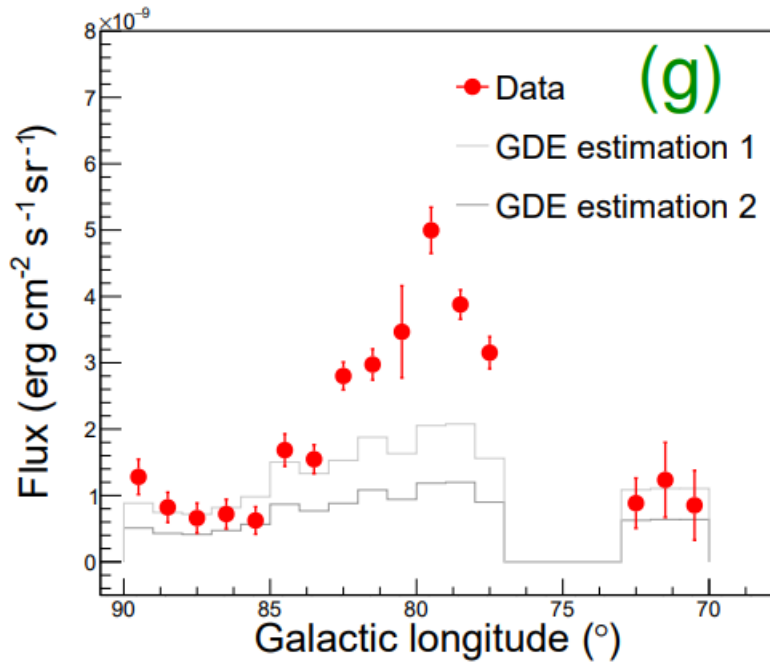 ×10⁻⁹
(g)
Data
GDE estimation 1
GDE estimation 2
Flux (erg cm⁻² s⁻¹ sr⁻¹)
8
7
6
5
4
3
2
1
0
90
85
80
75
70
Galactic longitude (°)